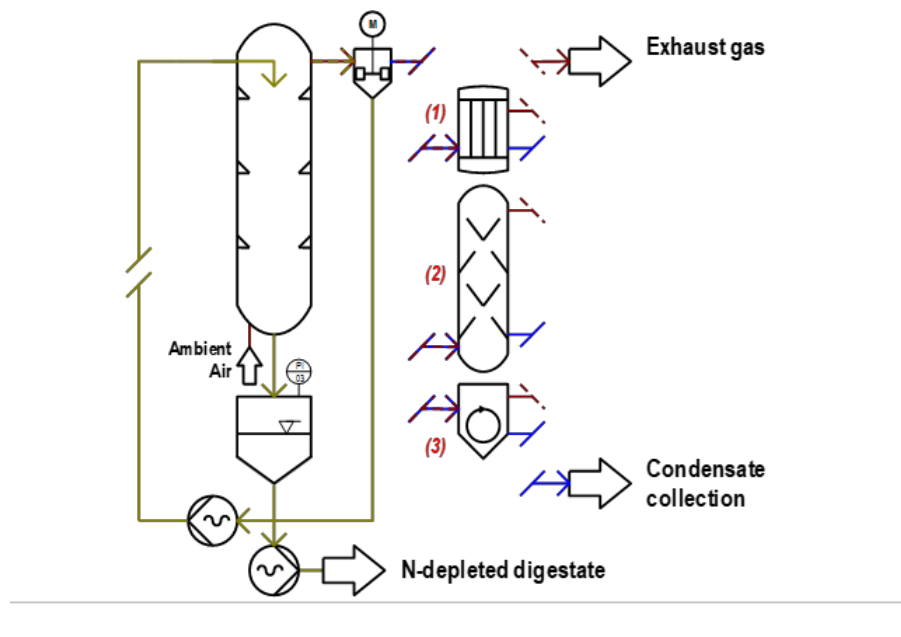 M
Exhaust gas
(1)
(2)
Ambient
Air
PI
03
(3)
Condensate
collection
N-depleted digestate